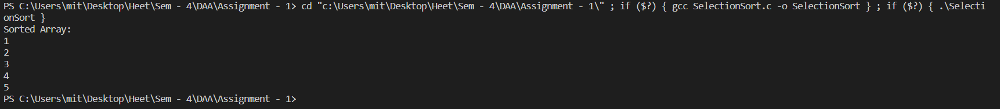 PS C:\Users\mit\Desktop\Heet\Sem - 4\DAA\Assignment - 1> cd "c:\Users\mit\Desktop\Heet\Sem - 4\DAA\Assignment - 1\" ; if ($?) { gcc SelectionSort.c -o SelectionSort } ; if ($?) { .\Selecti
onSort }
Sorted Array:
1
2
3
4
5
PS C:\Users\mit\Desktop\Heet\Sem - 4\DAA\Assignment - 1>